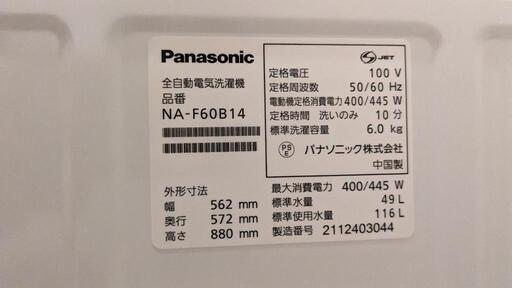 Panasonic
全自動電気洗濯機
品番
NA-F60B14
外形寸法
幅 562 mm
奥行 572 mm
高さ 880 mm
S JET
定格電圧 100 V
定格周波数 50/60 Hz
電動機定格消費電力 400/445 W
定格時間 洗いのみ 10 分
標準洗濯容量 6.0 kg
PS
E
パナソニック株式会社
中国製
最大消費電力 400/445 W
標準水量 49 L
標準使用水量 116 L
製造番号 2112403044